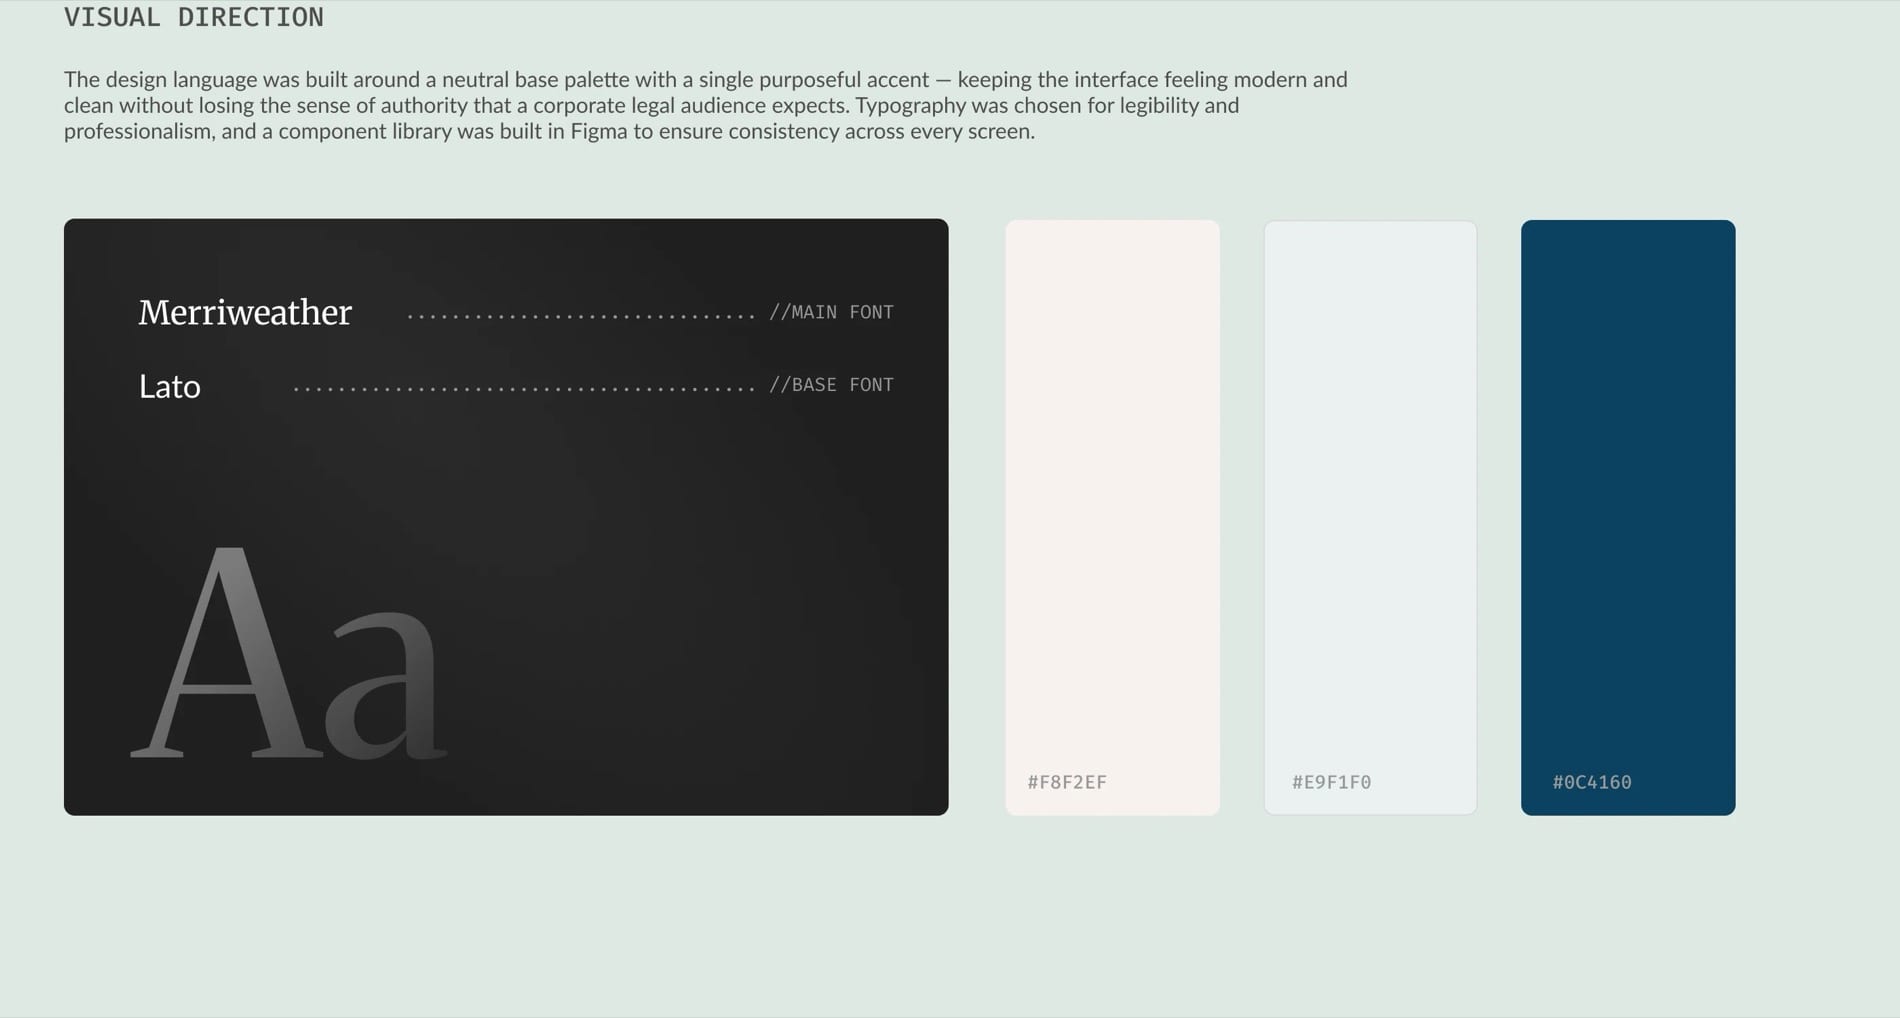 VISUAL DIRECTION
The design language was built around a neutral base palette with a single purposeful accent — keeping the interface feeling modern and
clean without losing the sense of authority that a corporate legal audience expects. Typography was chosen for legibility and
professionalism, and a component library was built in Figma to ensure consistency across every screen.
Merriweather ............................... //MAIN FONT
Lato ......................................... //BASE FONT
Aa
#F8F2EF
#E9F1F0
#0C4160